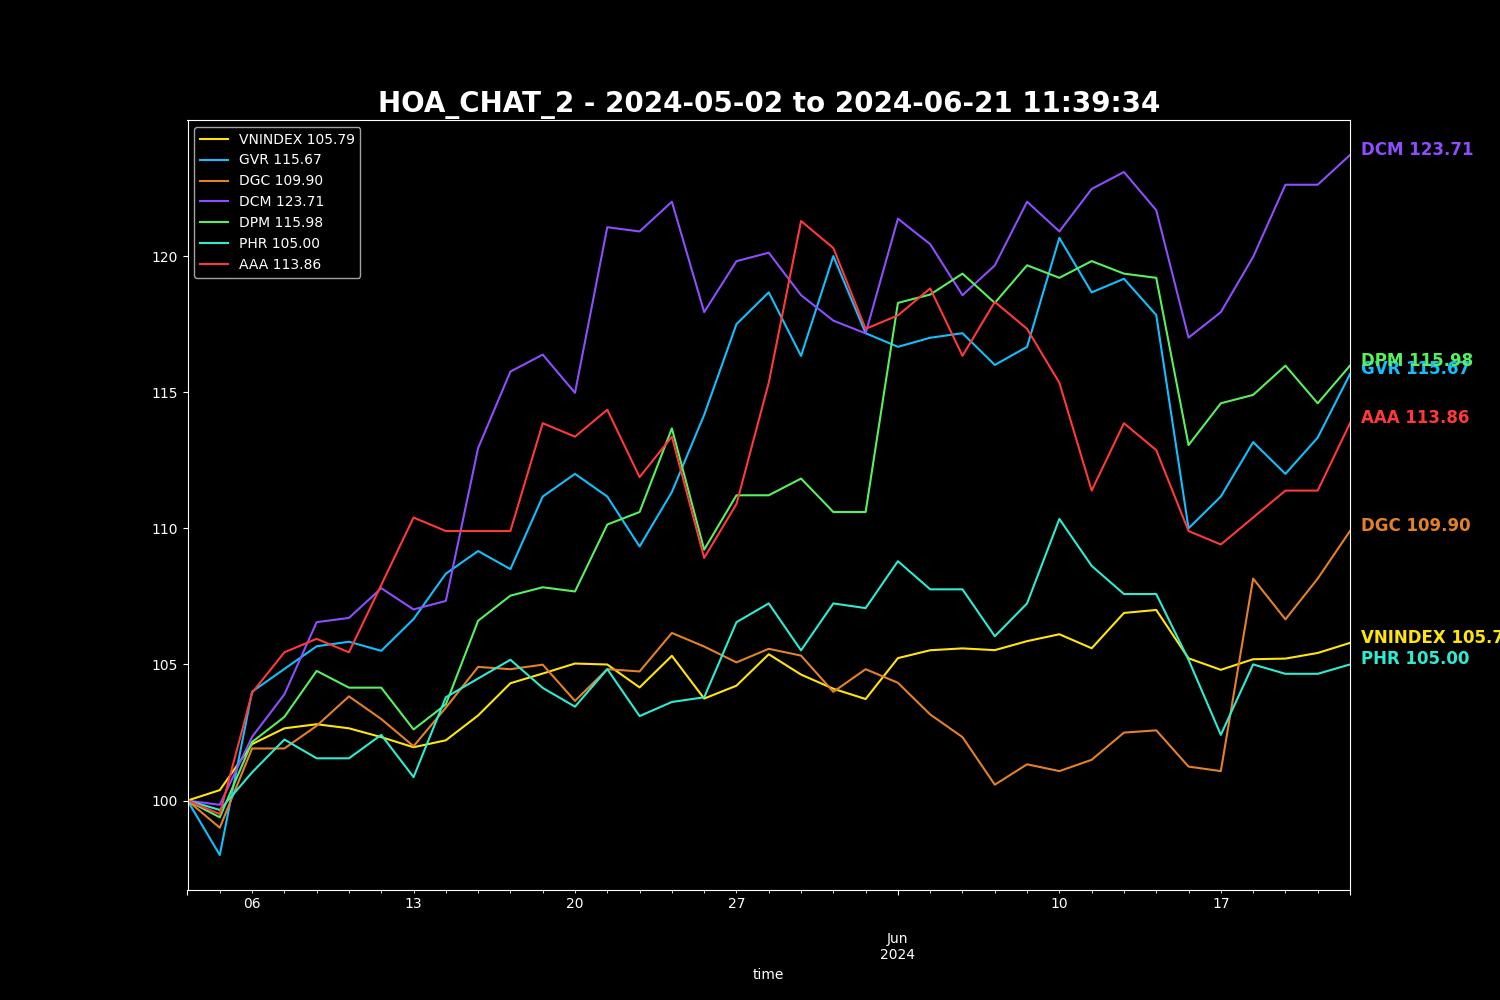 HOA_CHAT_2 - 2024-05-02 to 2024-06-21 11:39:34
VNINDEX 105.79
GVR 115.67
DGC 109.90
DCM 123.71
DPM 115.98
PHR 105.00
AAA 113.86
120
115
110
105
100
DCM 123.71
DPM 115.98
GVR 115.67
AAA 113.86
DGC 109.90
VNINDEX 105.7
PHR 105.00
06 13 20 27 10 17
Jun
2024
time